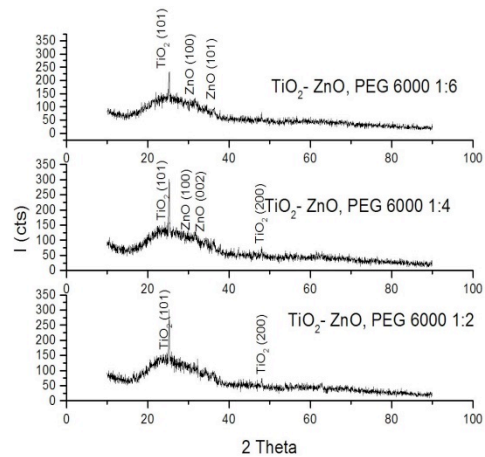 350
300
250
200
150
100
50
0
TiO2 (101)
ZnO (100)
ZnO (101)
TiO2- ZnO, PEG 6000 1:6
0 20 40 60 80 100
I (cts)
350
300
250
200
150
100
50
0
TiO2 (101)
ZnO (100)
ZnO (002)
TiO2 (200)
TiO2- ZnO, PEG 6000 1:4
0 20 40 60 80 100
350
300
250
200
150
100
50
0
TiO2 (101)
TiO2 (200)
TiO2- ZnO, PEG 6000 1:2
0 20 40 60 80 100
2 Theta